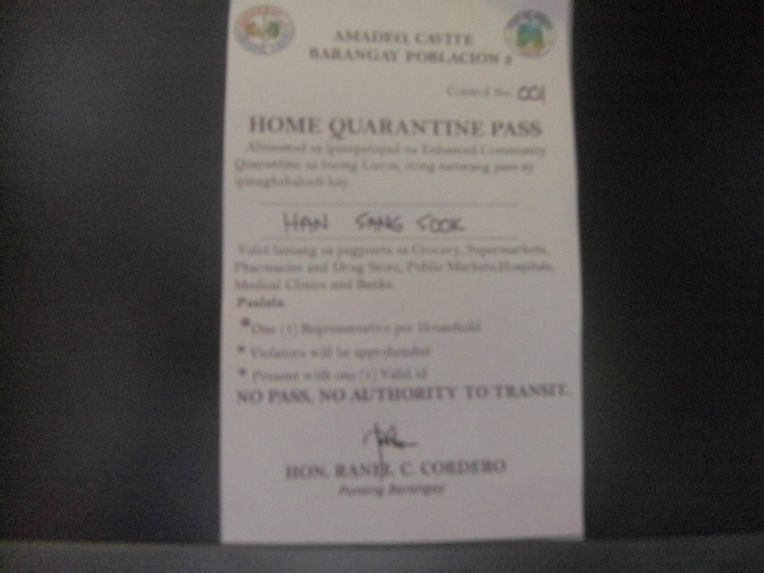 AMADEO, CAVITE
BARANGAY POBLACION 5
Control No. 001
HOME QUARANTINE PASS
Alinsunod sa ipinapatupad na Enhanced Community
Quarantine sa buong Luzon, itong naturang pass ay
ipinagkakaloob kay
HAN SANG SOOK
Valid lamang sa pagpunta sa Grocery, Supermarkets,
Pharmacies and Drug Store, Public Markets,Hospitals,
Medical Clinics and Banks.
Paalala
*One (1) Representative per Household
* Violators will be apprehended
* Present with one (1) Valid id
NO PASS, NO AUTHORITY TO TRANSIT.
HON. RANEL C. CORDERO
Punong Barangay